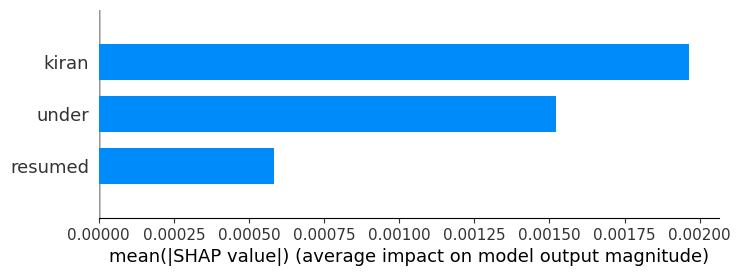 kiran
under
resumed
0.00000 0.00025 0.00050 0.00075 0.00100 0.00125 0.00150 0.00175 0.00200
mean(|SHAP value|) (average impact on model output magnitude)